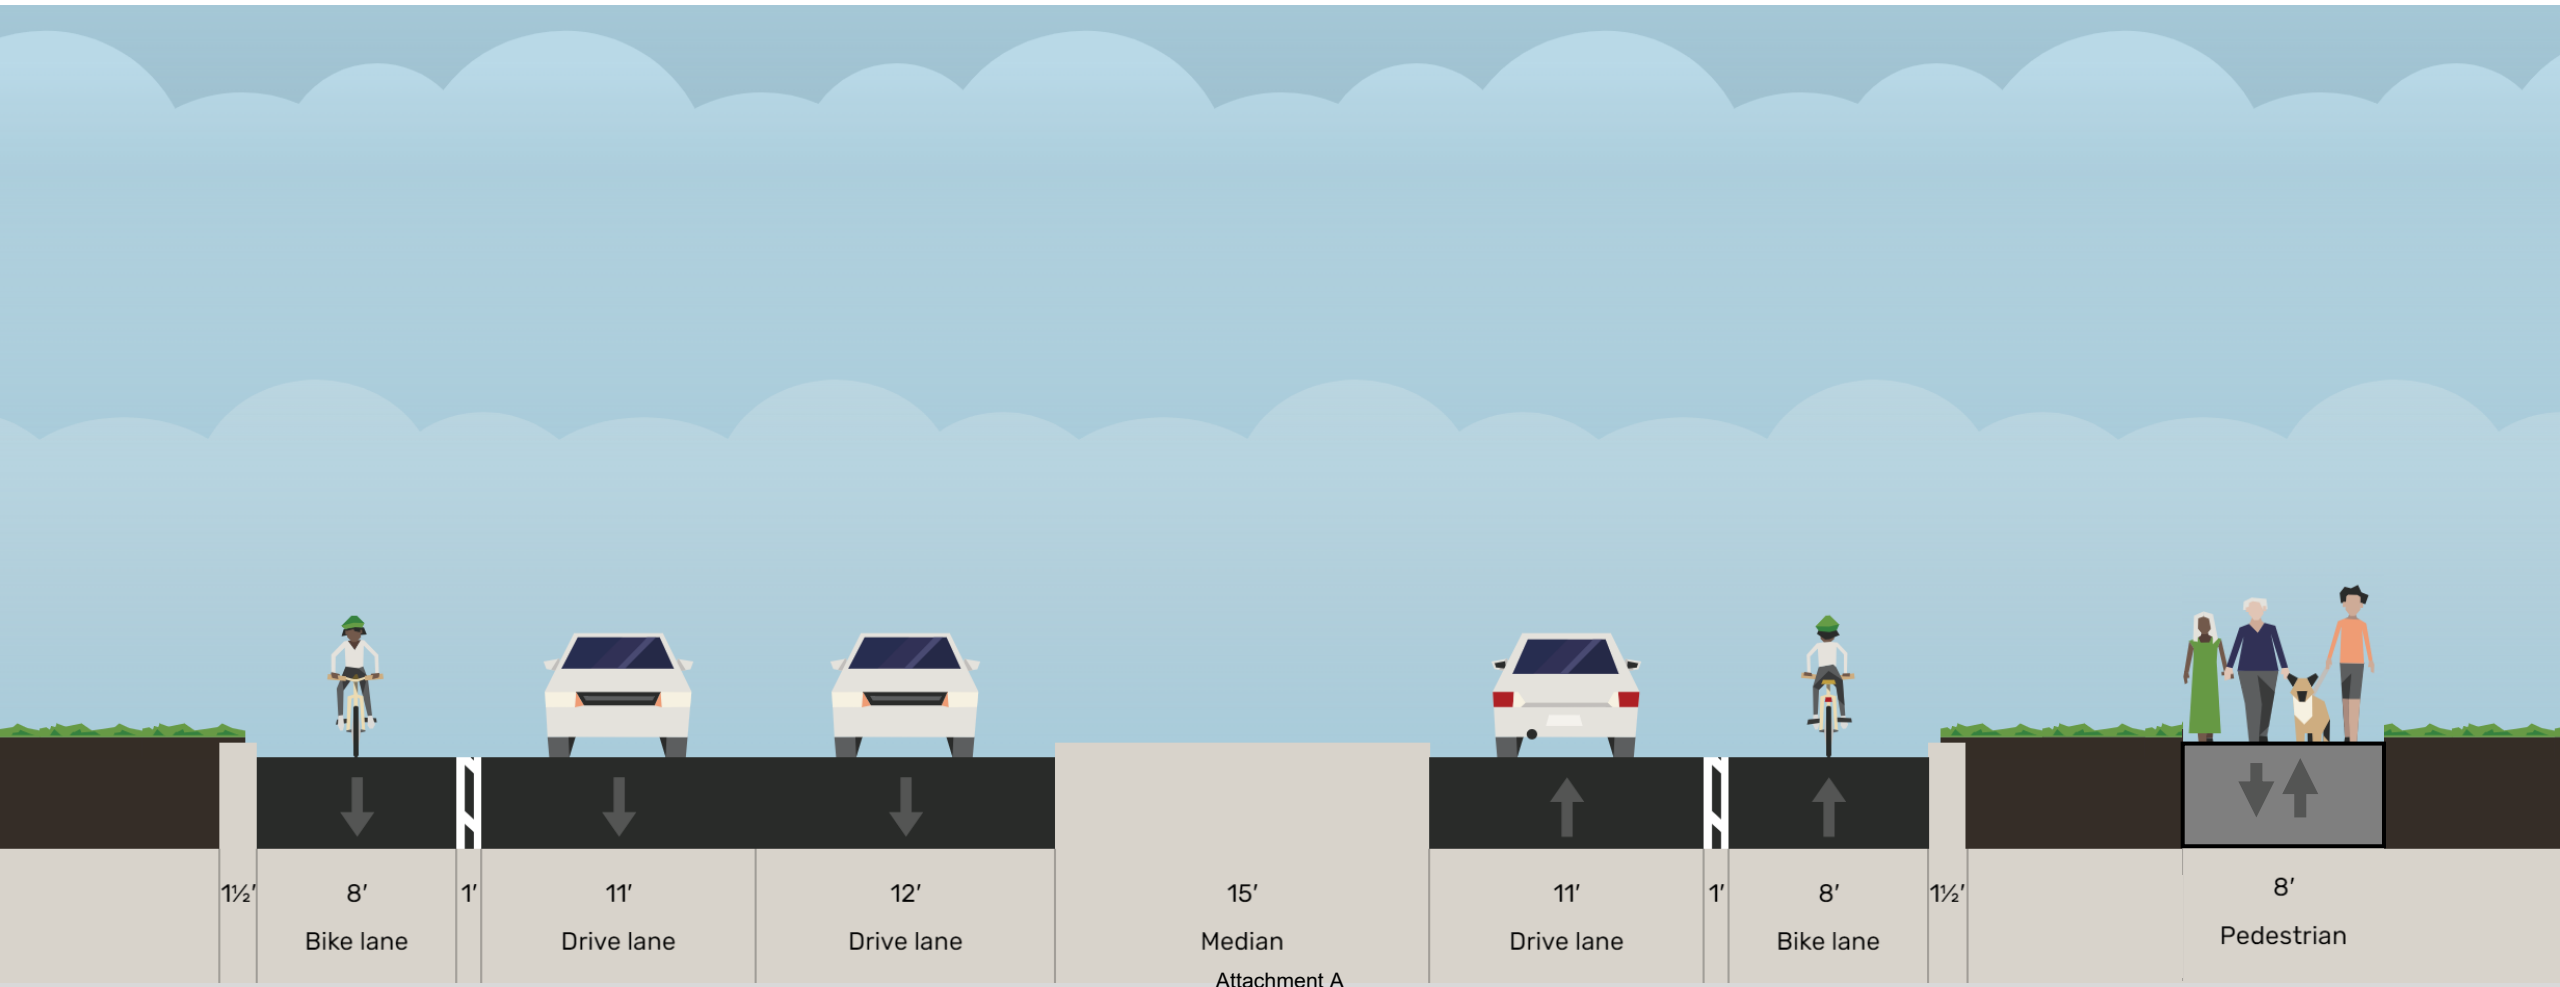 1½′ 8′ 1′ 11′ 12′ 15′ 11′ 1′ 8′ 1½′ 8′
Bike lane Drive lane Drive lane Median Drive lane Bike lane Pedestrian
Attachment A